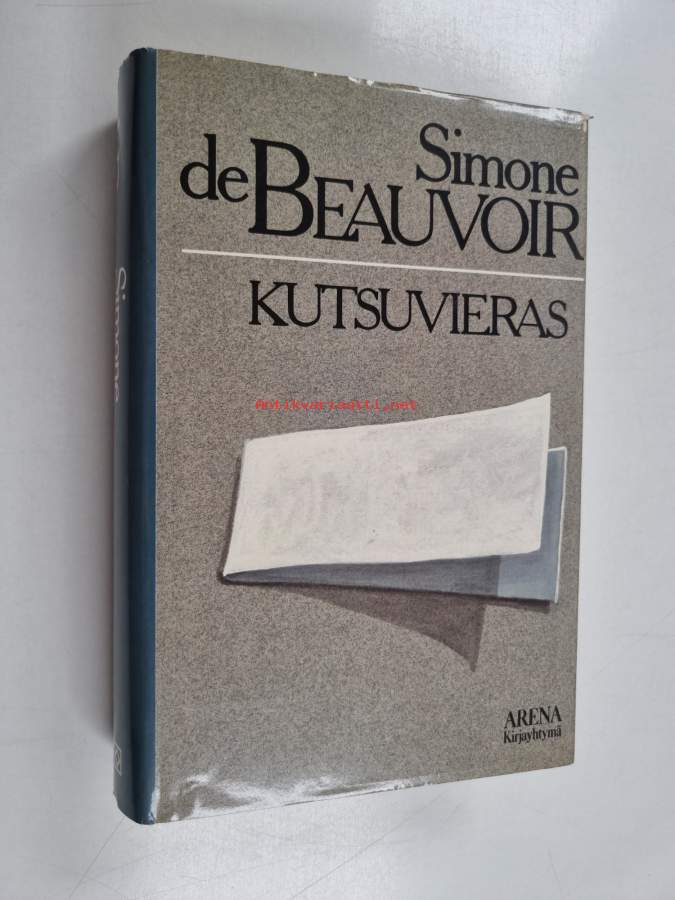 Simone
de BEAUVOIR
KUTSUVIERAS
Antikvariaatti.net
ARENA
Kirjayhtymä
Simone